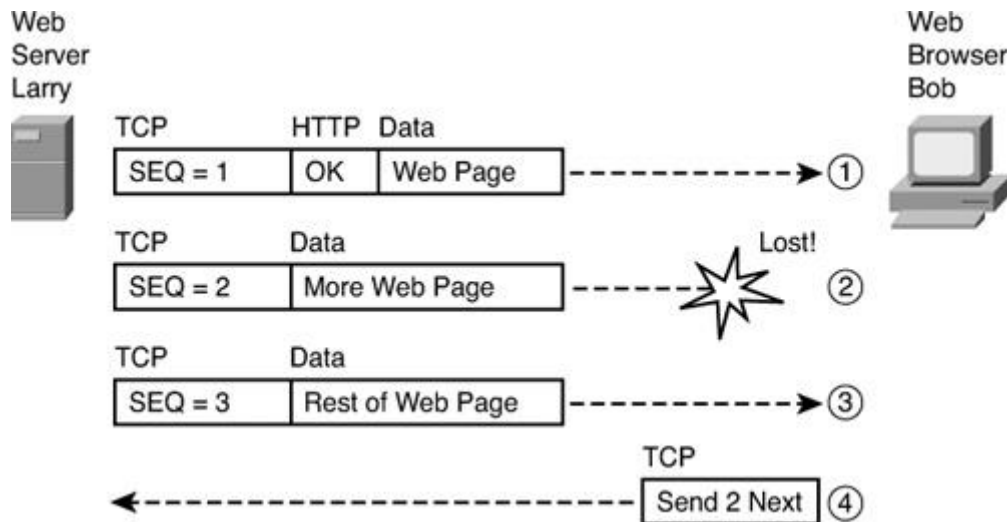 Web
Server
Larry
Web
Browser
Bob
TCP HTTP Data
SEQ = 1 OK Web Page 1
TCP Data Lost!
SEQ = 2 More Web Page 2
TCP Data
SEQ = 3 Rest of Web Page 3
TCP
Send 2 Next 4